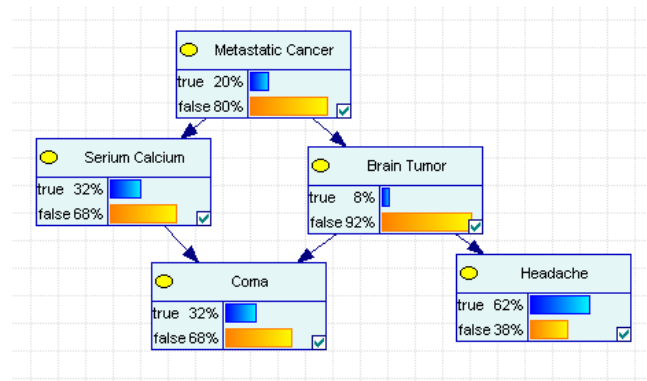 Metastatic Cancer
true 20%
false 80%
Serium Calcium
true 32%
false 68%
Brain Tumor
true 8%
false 92%
Coma
true 32%
false 68%
Headache
true 62%
false 38%